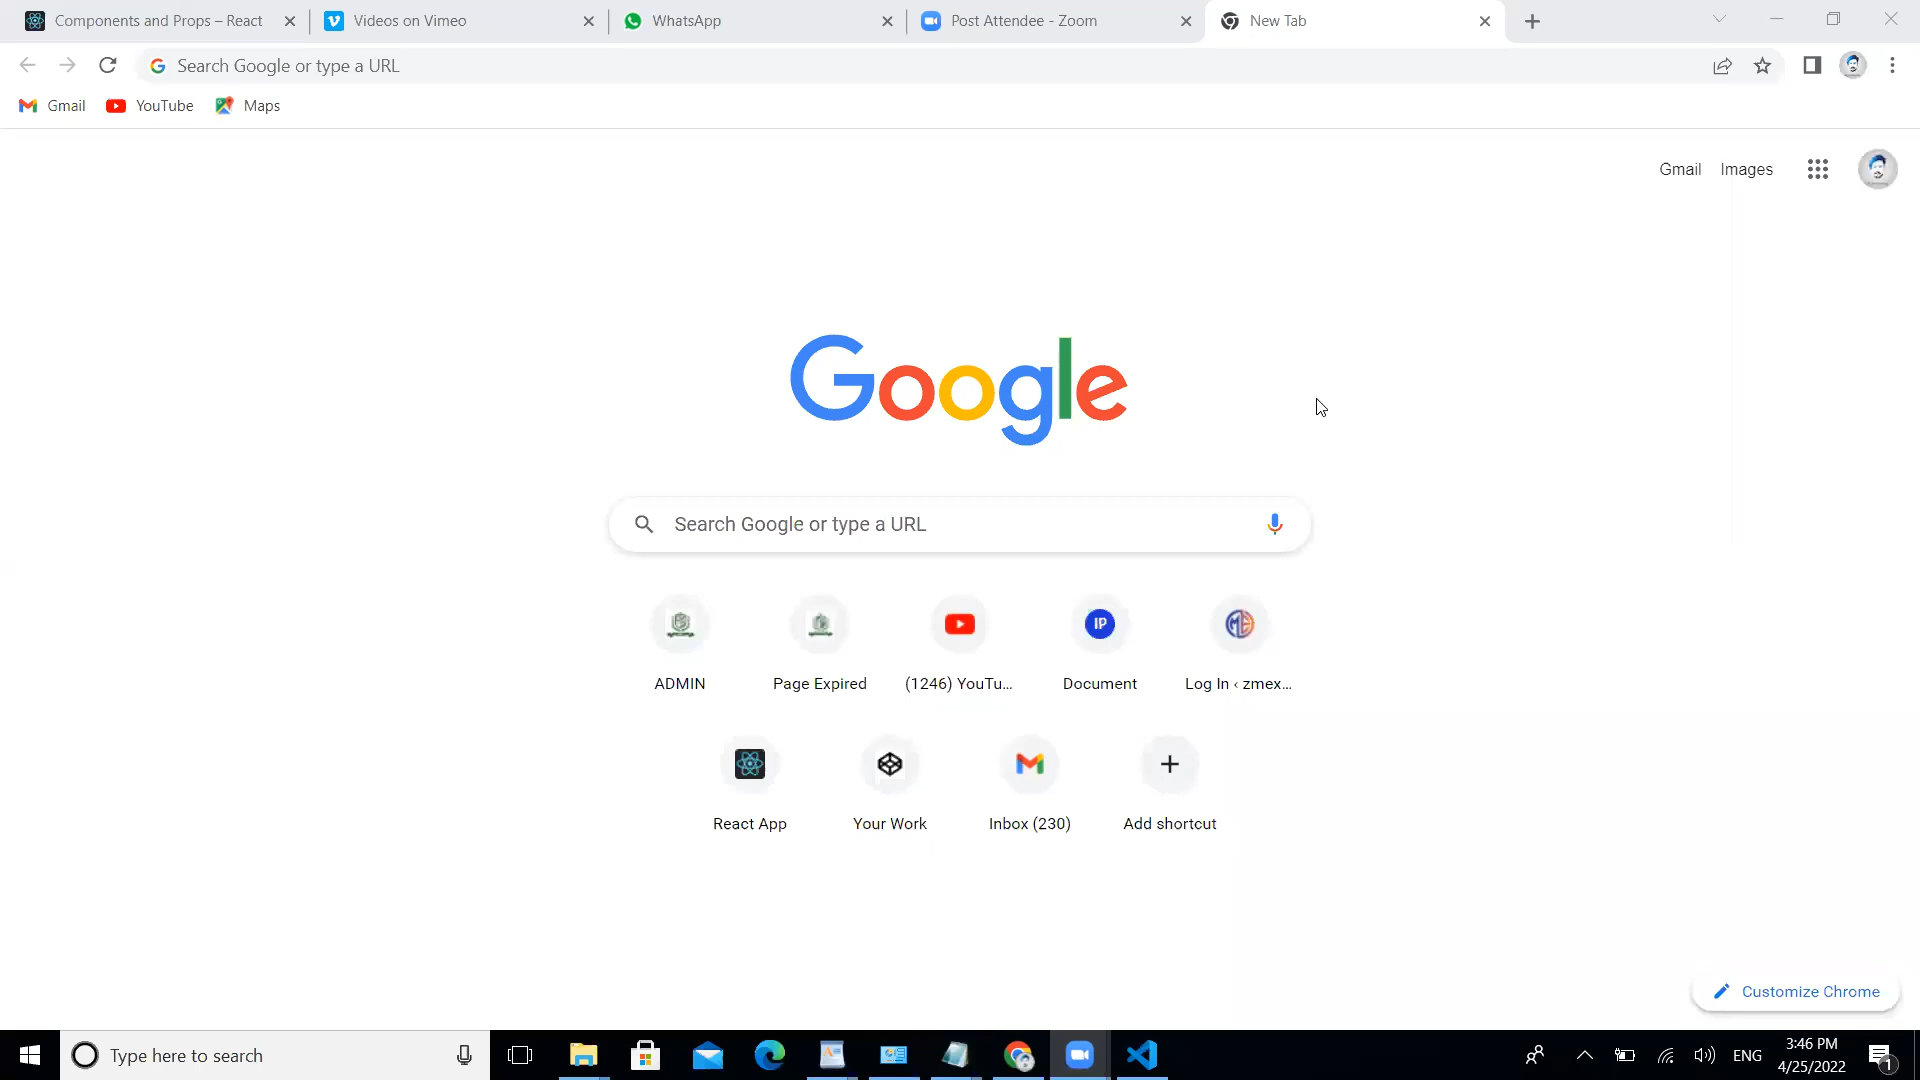 Components and Props – React
Videos on Vimeo
WhatsApp
Post Attendee - Zoom
New Tab
Search Google or type a URL
Gmail
YouTube
Maps
Gmail
Images
Google
Search Google or type a URL
ADMIN
Page Expired
(1246) YouTu...
IP
Document
Log In ‹ zmex...
React App
Your Work
Inbox (230)
Add shortcut
Customize Chrome
Type here to search
ENG
3:46 PM
4/25/2022
1